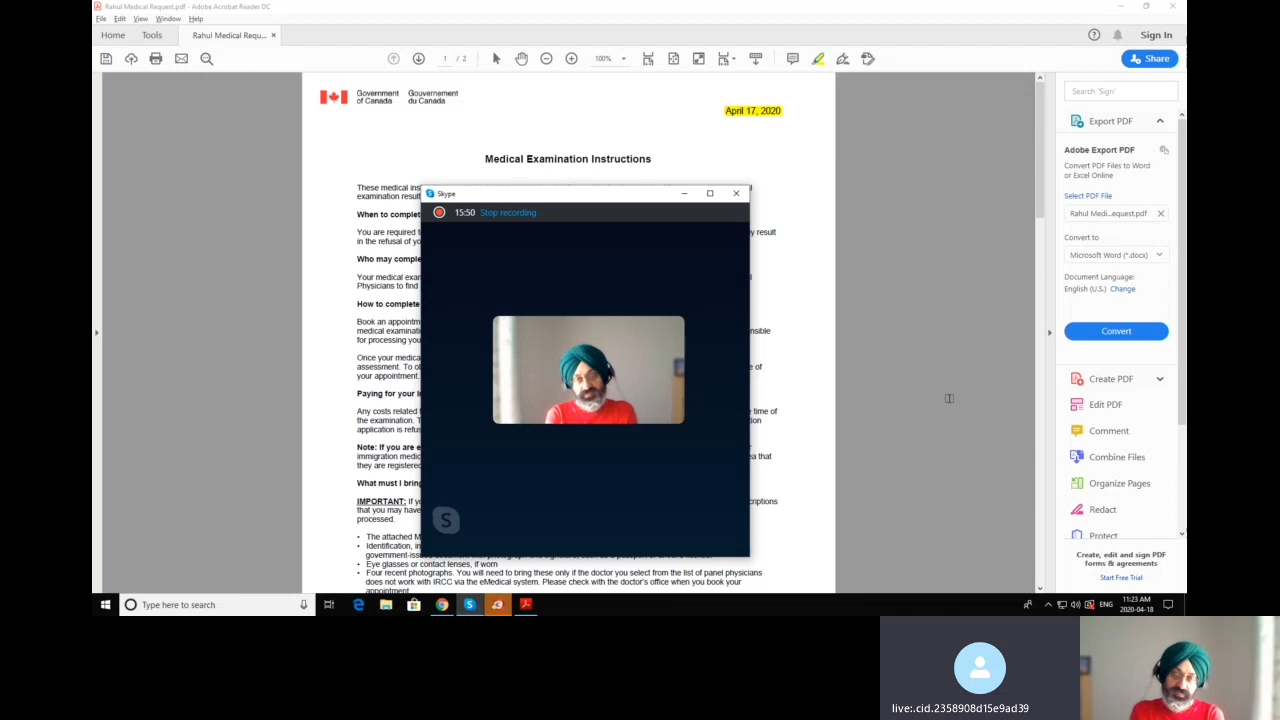 Rahul Medical Request.pdf - Adobe Acrobat Reader DC
File Edit View Window Help
Home Tools Rahul Medical Requ... ×
Sign In
1 / 2
100%
Share
Government of Canada
Gouvernement du Canada
April 17, 2020
Medical Examination Instructions
These medical ins
examination result
When to complet
You are required t
y result
in the refusal of yo
Who may comple
Your medical exar
Physicians to find
How to complete
Book an appointm
medical examinatio
nsible
for processing you
Once your medica
assessment. To ob
e of
your appointment.
Paying for your I
Any costs related t
e time of
the examination. T
ion
application is refus
Note: If you are e
immigration medic
ea that
they are registered
What must I bring
IMPORTANT: If yo
scriptions
that you may have
processed.
• The attached M
• Identification, in
• Eye glasses or contact lenses, if worn
• Four recent photographs. You will need to bring these only if the doctor you select from the list of panel physicians
does not work with IRCC via the eMedical system. Please check with the doctor's office when you book your
appointment.
Skype
15:50 Stop recording
Search 'Sign'
Export PDF
Adobe Export PDF
Convert PDF Files to Word
or Excel Online
Select PDF File
Rahul Medi...equest.pdf
Convert to
Microsoft Word (*.docx)
Document Language:
English (U.S.) Change
Convert
Create PDF
Edit PDF
Comment
Combine Files
Organize Pages
Redact
Protect
Create, edit and sign PDF
forms & agreements
Start Free Trial
Type here to search
ENG
11:23 AM
2020-04-18
live:.cid.2358908d15e9ad39